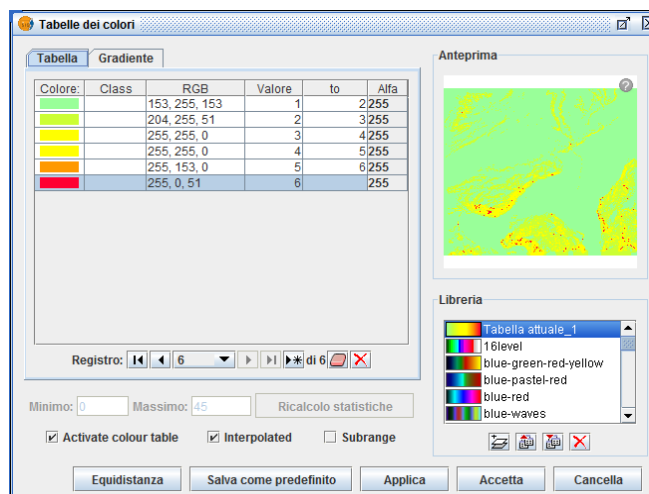 Tabelle dei colori
Tabella Gradiente
Colore: Class RGB Valore to Alfa
153, 255, 153 1 2 255
204, 255, 51 2 3 255
255, 255, 0 3 4 255
255, 255, 0 4 5 255
255, 153, 0 5 6 255
255, 0, 51 6 255
Registro: 6 di 6
Minimo: 0 Massimo: 45 Ricalcolo statistiche
Activate colour table Interpolated Subrange
Anteprima
?
Libreria
Tabella attuale_1
16level
blue-green-red-yellow
blue-pastel-red
blue-red
blue-waves
Equidistanza Salva come predefinito Applica Accetta Cancella